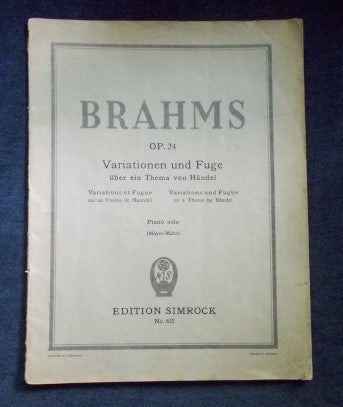 BRAHMS
OP. 24
Variationen und Fuge
über ein Thema von Händel
Variations et Fugue
sur un Thème de Haendel
Variations and Fugue
on a Theme by Händel
Piano solo
(Mayer-Mahr)
N S
EDITION SIMROCK
No. 615